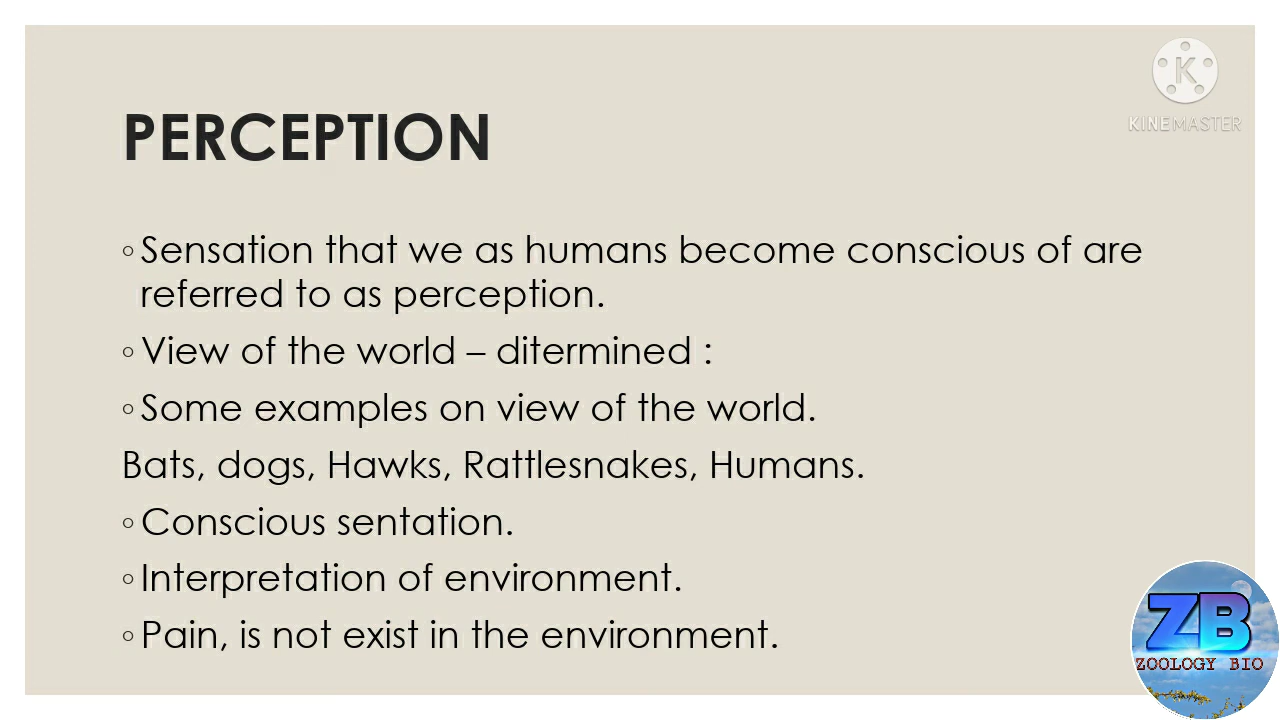 K
KINEMASTER
PERCEPTION
◦ Sensation that we as humans become conscious of are
referred to as perception.
◦ View of the world – ditermined :
◦ Some examples on view of the world.
Bats, dogs, Hawks, Rattlesnakes, Humans.
◦ Conscious sentation.
◦ Interpretation of environment.
◦ Pain, is not exist in the environment.
ZB
ZOOLOGY BIO